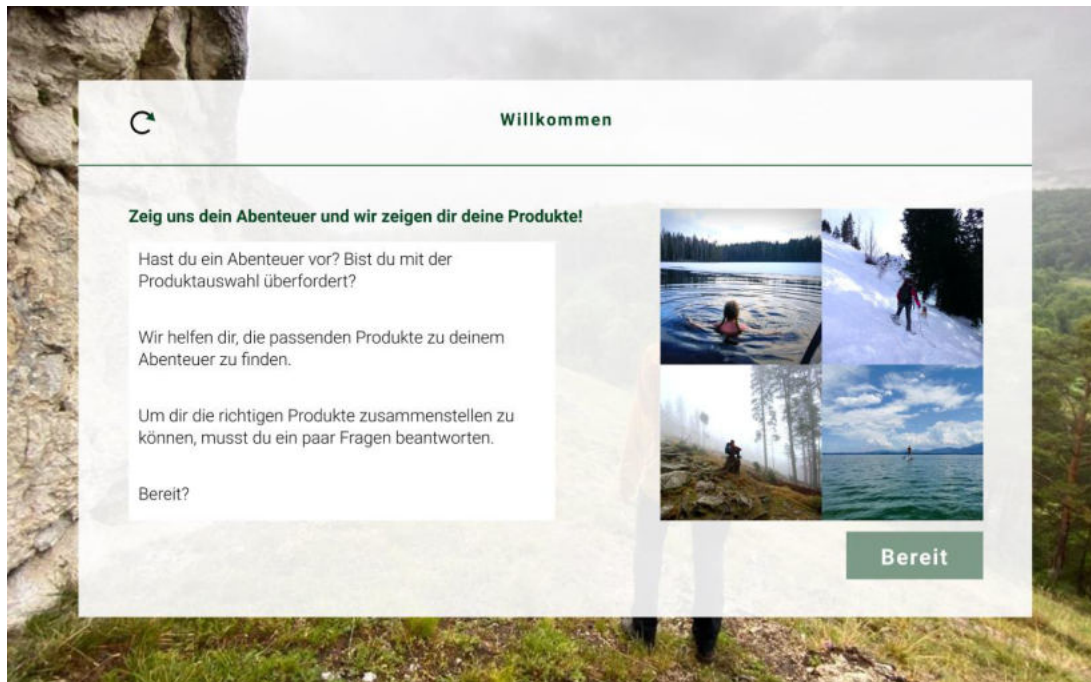 Willkommen
Zeig uns dein Abenteuer und wir zeigen dir deine Produkte!
Hast du ein Abenteuer vor? Bist du mit der
Produktauswahl überfordert?
Wir helfen dir, die passenden Produkte zu deinem
Abenteuer zu finden.
Um dir die richtigen Produkte zusammenstellen zu
können, musst du ein paar Fragen beantworten.
Bereit?
Bereit